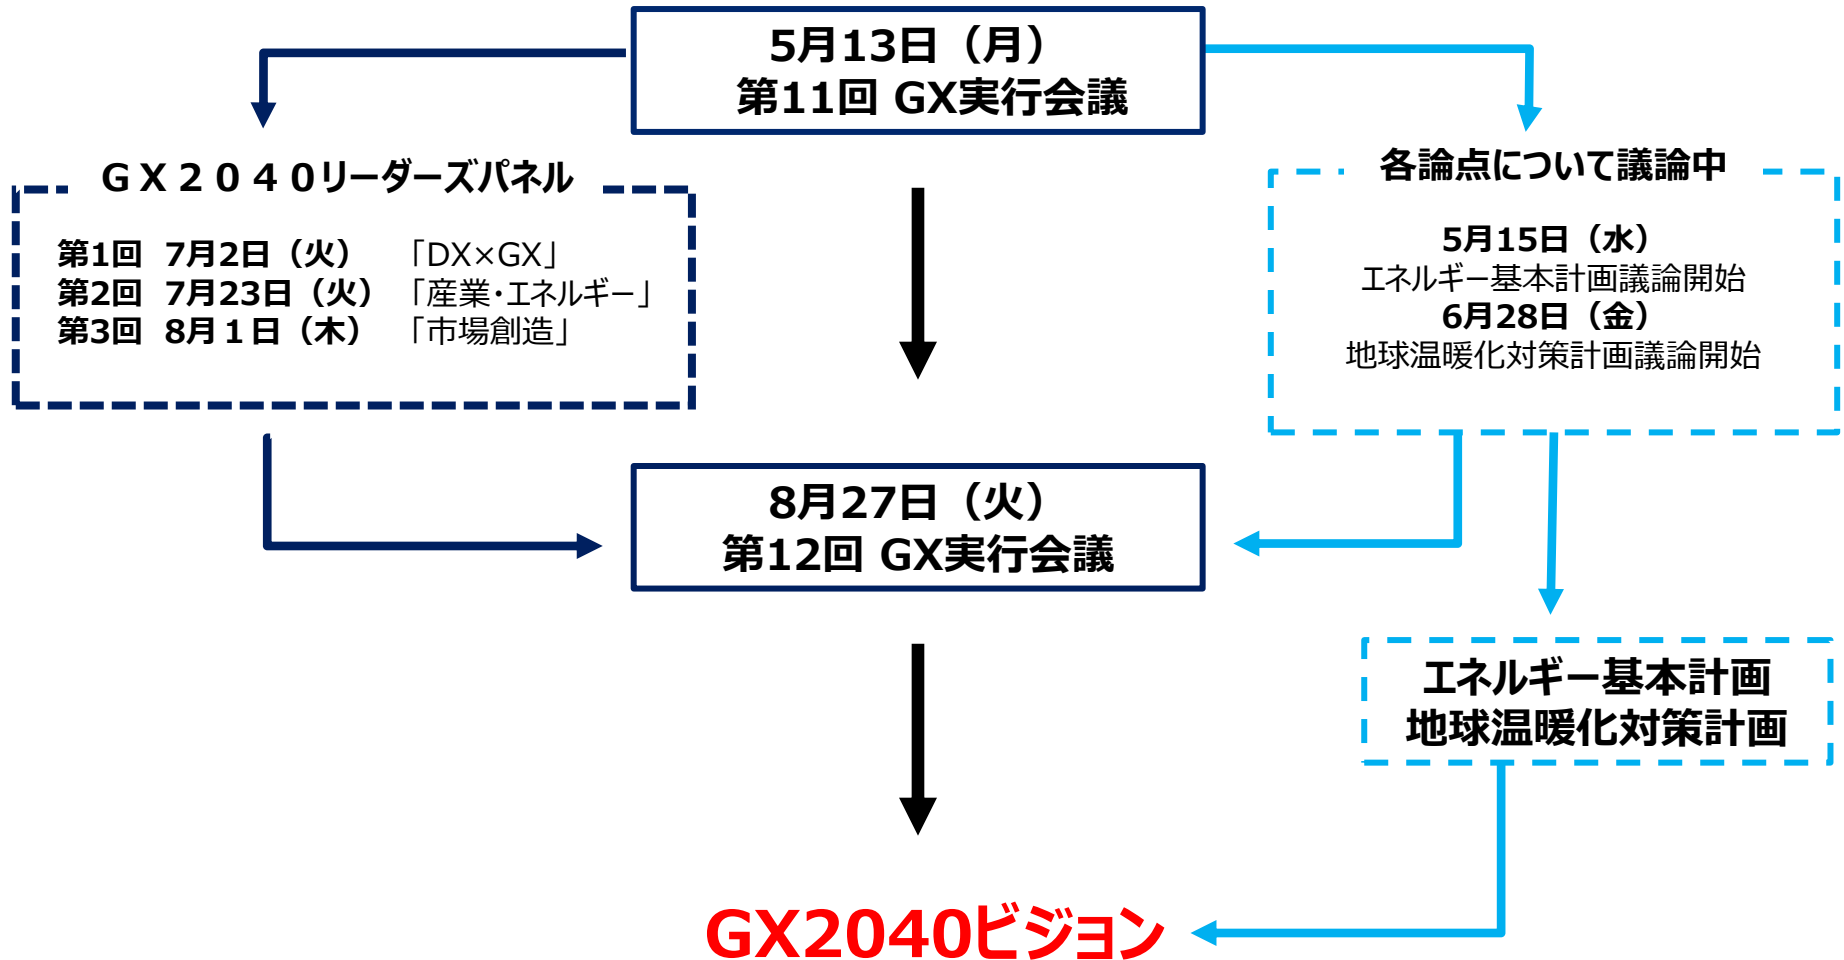 5月13日（月）
第11回 GX実行会議
ＧＸ２０４０リーダーズパネル
第1回 7月2日（火） 「DX×GX」
第2回 7月23日（火） 「産業・エネルギー」
第3回 8月１日（木） 「市場創造」
各論点について議論中
5月15日（水）
エネルギー基本計画議論開始
6月28日（金）
地球温暖化対策計画議論開始
8月27日（火）
第12回 GX実行会議
エネルギー基本計画
地球温暖化対策計画
GX2040ビジョン